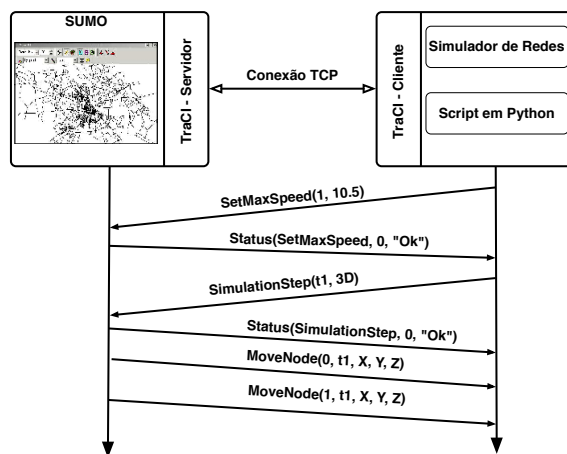 SUMO
TraCI - Servidor
Conexão TCP
TraCI - Cliente
Simulador de Redes
Script em Python
SetMaxSpeed(1, 10.5)
Status(SetMaxSpeed, 0, "Ok")
SimulationStep(t1, 3D)
Status(SimulationStep, 0, "Ok")
MoveNode(0, t1, X, Y, Z)
MoveNode(1, t1, X, Y, Z)